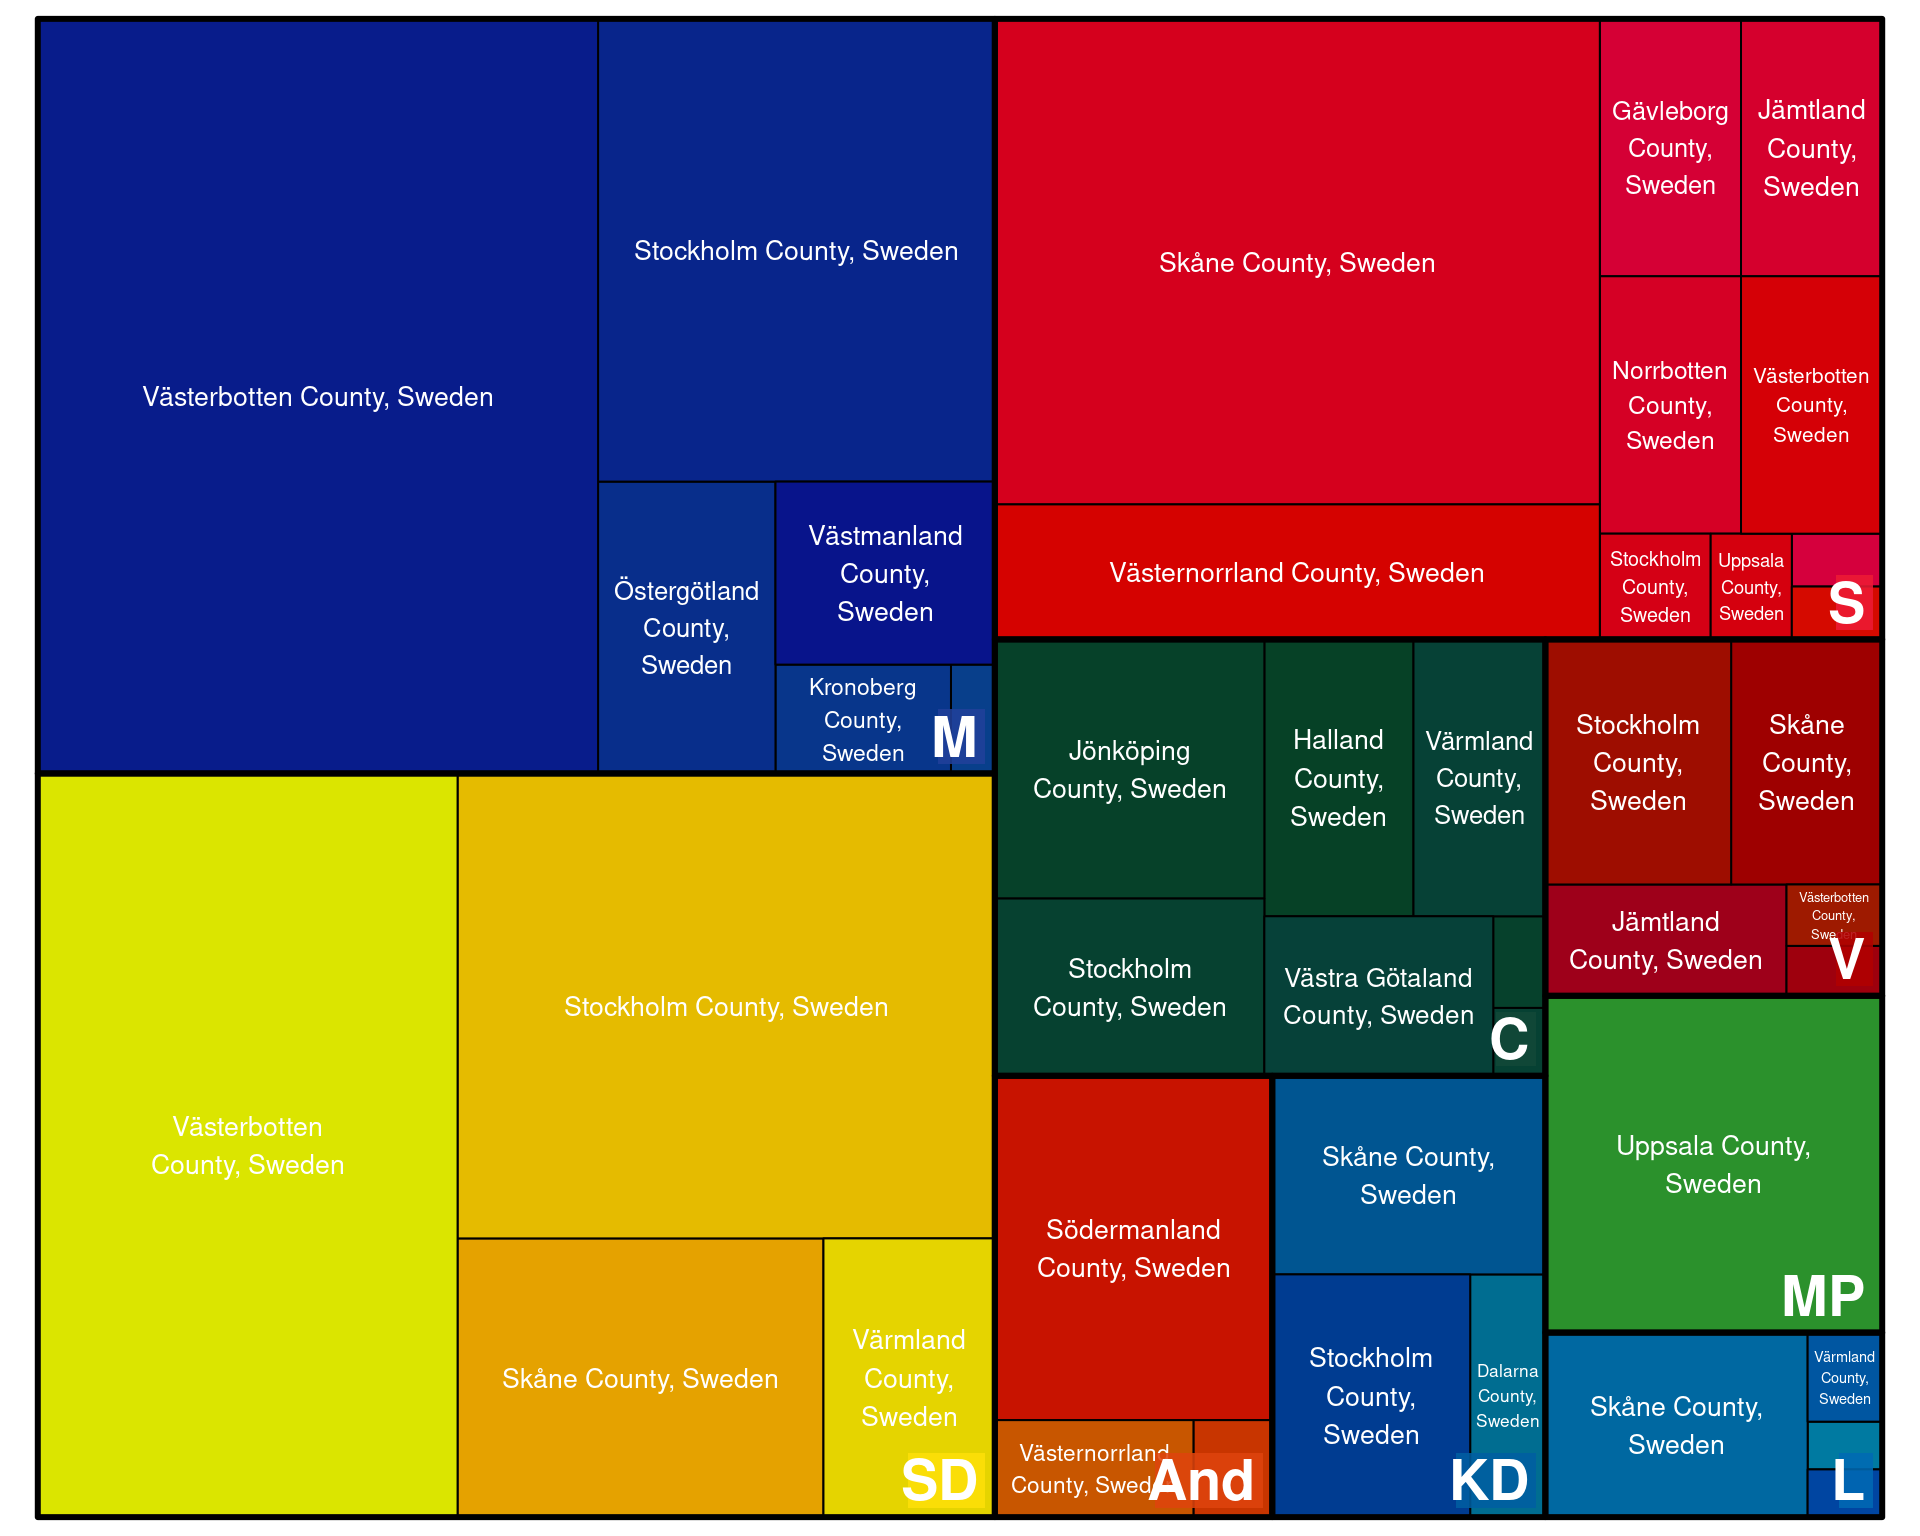 Västerbotten County, Sweden
Stockholm County, Sweden
Östergötland
County,
Sweden
Västmanland
County,
Sweden
Kronoberg
County,
Sweden
M
Skåne County, Sweden
Gävleborg
County,
Sweden
Jämtland
County,
Sweden
Norrbotten
County,
Sweden
Västerbotten
County,
Sweden
Västernorrland County, Sweden
Stockholm
County,
Sweden
Uppsala
County,
Sweden
S
Västerbotten
County, Sweden
Stockholm County, Sweden
Skåne County, Sweden
Värmland
County,
Sweden
SD
Jönköping
County, Sweden
Halland
County,
Sweden
Värmland
County,
Sweden
Stockholm
County, Sweden
Västra Götaland
County, Sweden
C
Stockholm
County,
Sweden
Skåne
County,
Sweden
Jämtland
County, Sweden
Västerbotten
County,
Sweden
V
Södermanland
County, Sweden
Västernorrland
County, Sweden
And
Skåne County,
Sweden
Stockholm
County,
Sweden
Dalarna
County,
Sweden
KD
Uppsala County,
Sweden
MP
Skåne County,
Sweden
Värmland
County,
Sweden
L